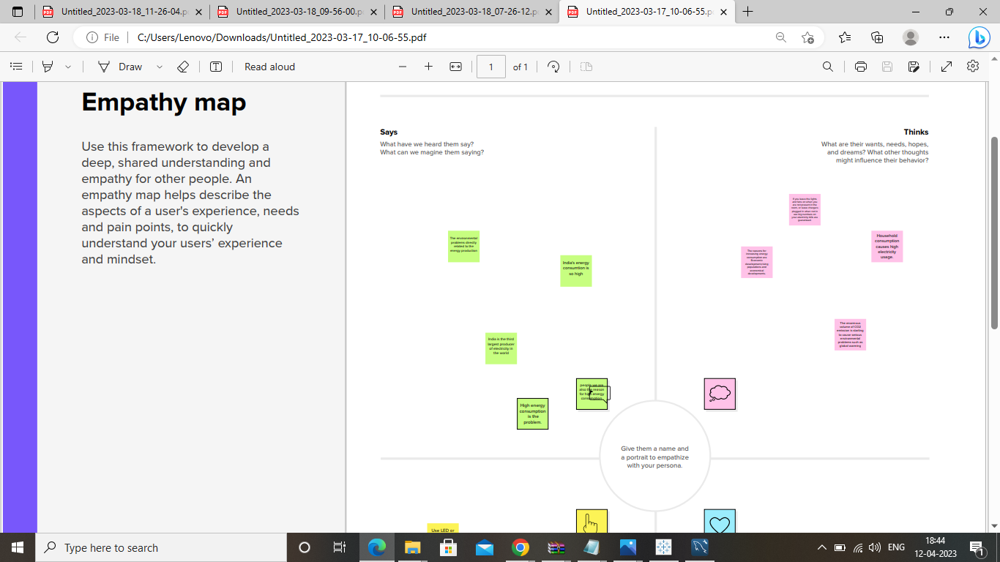 Untitled_2023-03-18_11-26-04.p
Untitled_2023-03-18_09-56-00.p
Untitled_2023-03-18_07-26-12.p
Untitled_2023-03-17_10-06-55.p
File
C:/Users/Lenovo/Downloads/Untitled_2023-03-17_10-06-55.pdf
Draw
Read aloud
1
of 1
Empathy map
Use this framework to develop a
deep, shared understanding and
empathy for other people. An
empathy map helps describe the
aspects of a user's experience, needs
and pain points, to quickly
understand your users' experience
and mindset.
Says
What have we heard them say?
What can we magine them saying?
Thinks
What are their wants, needs, hopes,
and dreams? What other thoughts
might influence their behavior?
The environmental
problems directly
related to the
energy production
India's energy
consumtion is
so high
India is the third
largest producer
of electricity in
the world
people we are
also the reason
for high energy
consumption
High energy
consumption
is the
problem.
If you leave the lights
and fans on when you
are not present in the
room, or leave chargers
plugged in when not in
use big numbers on
your electricity bills are
guaranteed
The reasons for
increasing energy
consumption are
Economic
development rising
populations and
economical
developments
Household
consumption
causes high
electricity
usage.
The enormous
volume of CO2
emission is starting
to cause serious
environmental
problems such as
global warming
Give them a name and
a portrait to empathize
with your persona.
Use LED or
Type here to search
ENG
18:44
12-04-2023
1